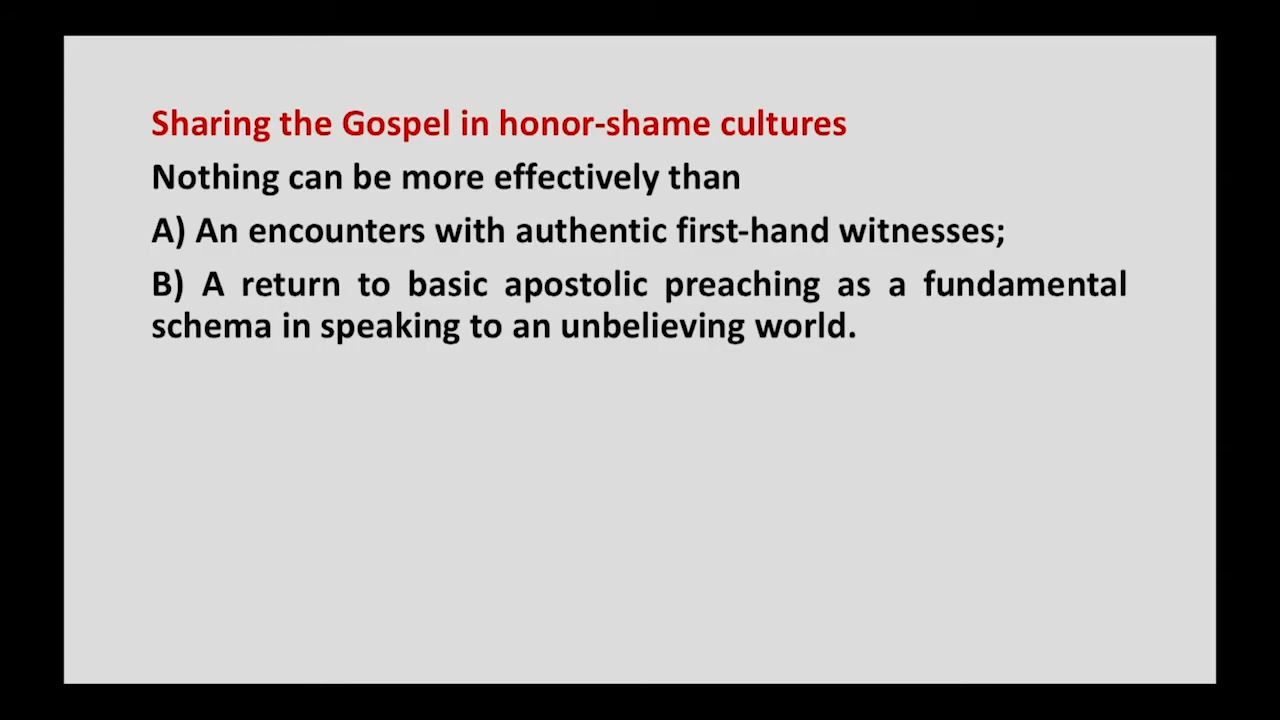 Sharing the Gospel in honor-shame cultures
Nothing can be more effectively than
A) An encounters with authentic first-hand witnesses;
B) A return to basic apostolic preaching as a fundamental
schema in speaking to an unbelieving world.